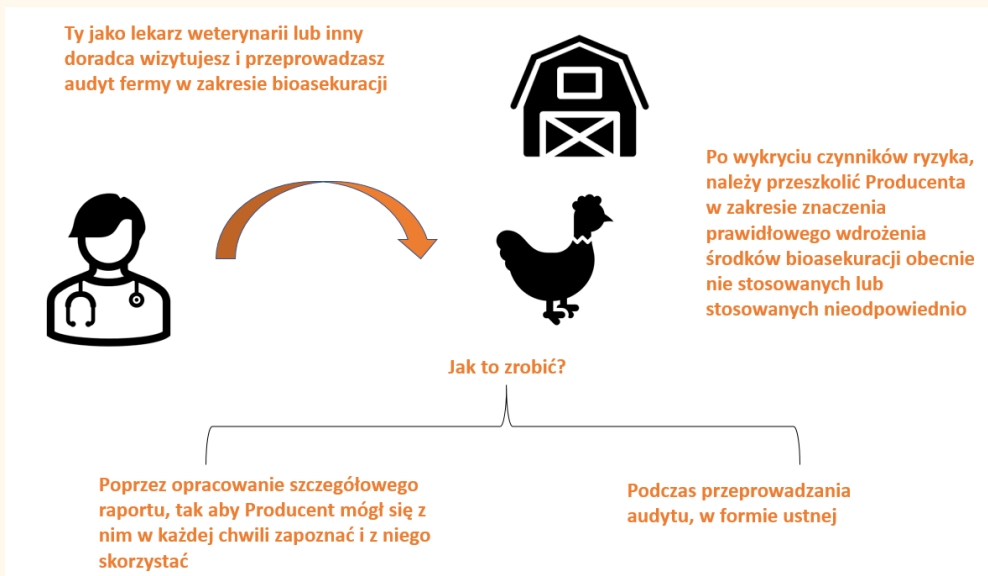 Ty jako lekarz weterynarii lub inny
doradca wizytujesz i przeprowadzasz
audyt fermy w zakresie bioasekuracji
Po wykryciu czynników ryzyka,
należy przeszkolić Producenta
w zakresie znaczenia
prawidłowego wdrożenia
środków bioasekuracji obecnie
nie stosowanych lub
stosowanych nieodpowiednio
Jak to zrobić?
Poprzez opracowanie szczegółowego
raportu, tak aby Producent mógł się z
nim w każdej chwili zapoznać i z niego
skorzystać
Podczas przeprowadzania
audytu, w formie ustnej